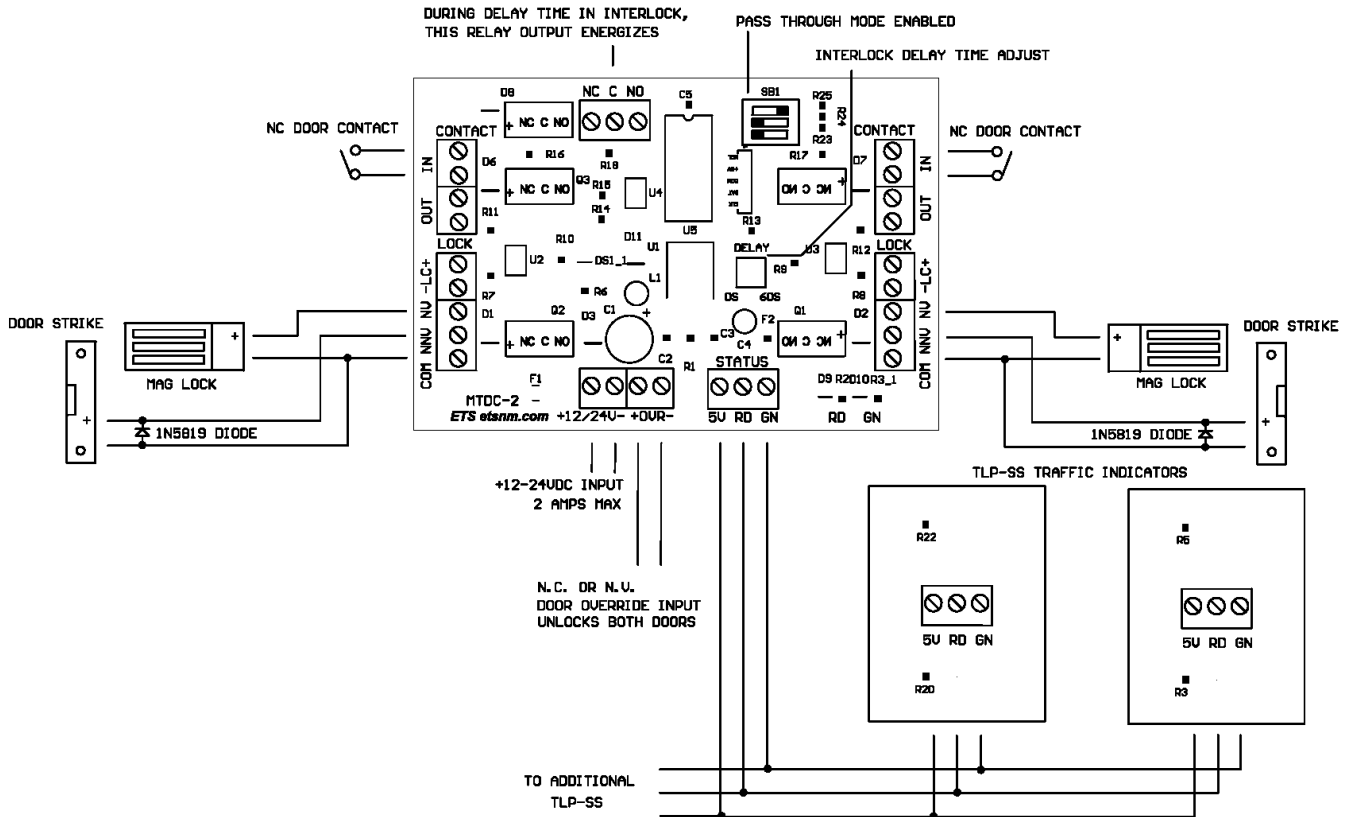 DURING DELAY TIME IN INTERLOCK,
THIS RELAY OUTPUT ENERGIZES
PASS THROUGH MODE ENABLED
INTERLOCK DELAY TIME ADJUST
NC DOOR CONTACT
NC DOOR CONTACT
D8
NC C NO
C5
SB1
R25
R24
R23
+ NC C NO
CONTACT
CONTACT
IN
D6
R16
R18
R17
D7
IN
+ NC C NO
Q3
R15
R14
U4
NC C NO +
OUT
R11
U5
R13
OUT
LOCK
R10
D11
U1
DELAY
U3
R12
LOCK
-LC+
U2
DS1_1
L1
R9
-LC+
R7
R6
DS
6DS
R8
NV
D1
Q2
D3
C1
+
F2
Q1
D2
NV
NNV
+ NC C NO
C3
C4
NC C NO +
NNV
COM
C2
R1
COM
DOOR STRIKE
+
MAG LOCK
+
1N5819 DIODE
DOOR STRIKE
+
MAG LOCK
+
1N5819 DIODE
F1
STATUS
D9 R2D10R3_1
MTDC-2
ETS etsnm.com
+12/24V- +OVR-
5V RD GN
RD
GN
+12-24VDC INPUT
2 AMPS MAX
N.C. OR N.V.
DOOR OVERRIDE INPUT
UNLOCKS BOTH DOORS
TLP-SS TRAFFIC INDICATORS
R22
5V RD GN
R20
R5
5V RD GN
R3
TO ADDITIONAL
TLP-SS